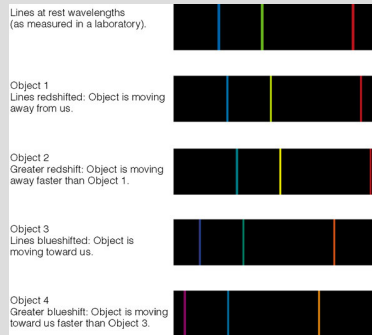 Lines at rest wavelengths
(as measured in a laboratory).
Object 1
Lines redshifted: Object is moving
away from us.
Object 2
Greater redshift: Object is moving
away faster than Object 1.
Object 3
Lines blueshifted: Object is
moving toward us.
Object 4
Greater blueshift: Object is moving
toward us faster than Object 3.